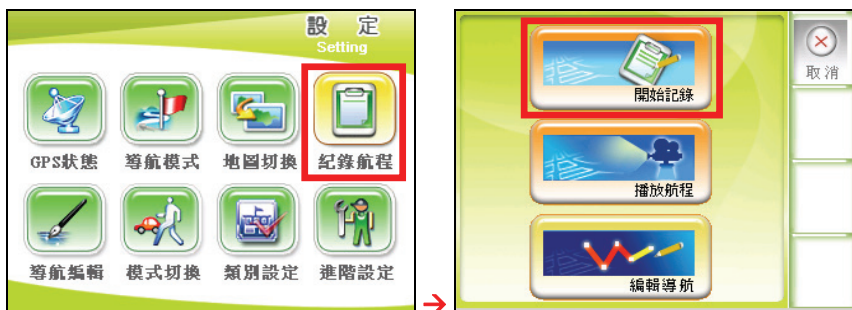 設 定
Setting
GPS狀態 導航模式 地圖切換 紀錄航程
導航編輯 模式切換 類別設定 進階設定
→
開始記錄
播放航程
編輯導航
取消